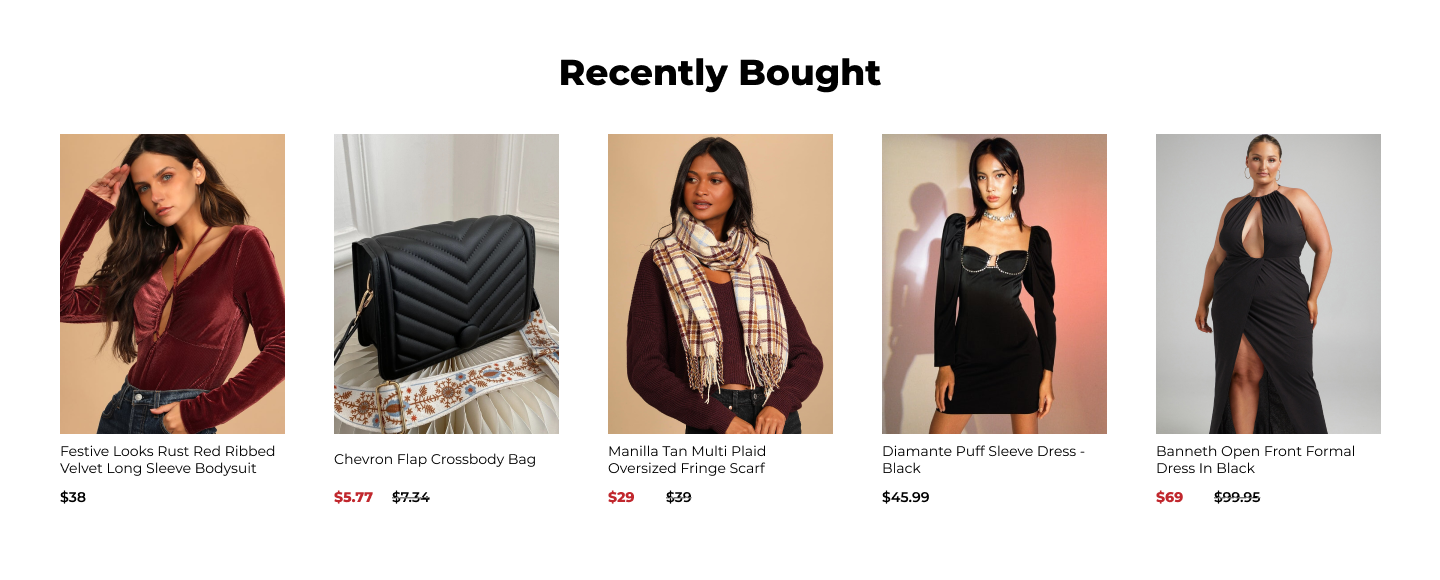 Recently Bought
Festive Looks Rust Red Ribbed
Velvet Long Sleeve Bodysuit
$38
Chevron Flap Crossbody Bag
$5.77 $7.34
Manilla Tan Multi Plaid
Oversized Fringe Scarf
$29 $39
Diamante Puff Sleeve Dress -
Black
$45.99
Banneth Open Front Formal
Dress In Black
$69 $99.95